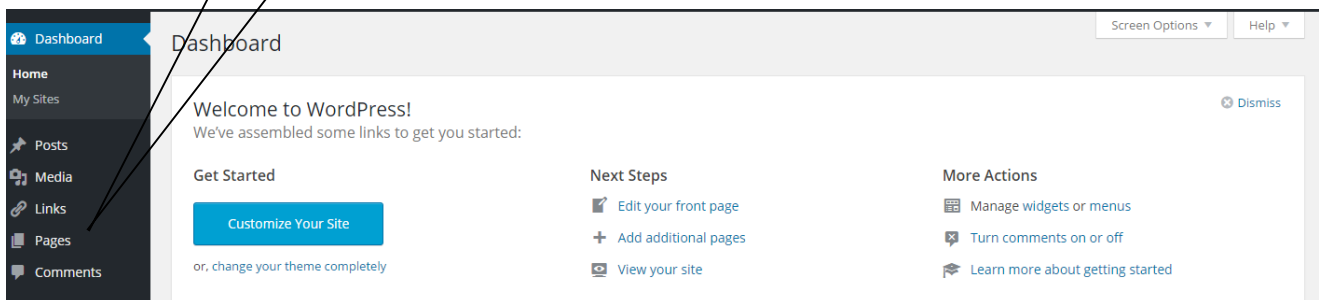 Dashboard
Home
My Sites
Posts
Media
Links
Pages
Comments
Screen Options
Help
Dashboard
Welcome to WordPress!
We've assembled some links to get you started:
Dismiss
Get Started
Customize Your Site
or, change your theme completely
Next Steps
Edit your front page
Add additional pages
View your site
More Actions
Manage widgets or menus
Turn comments on or off
Learn more about getting started